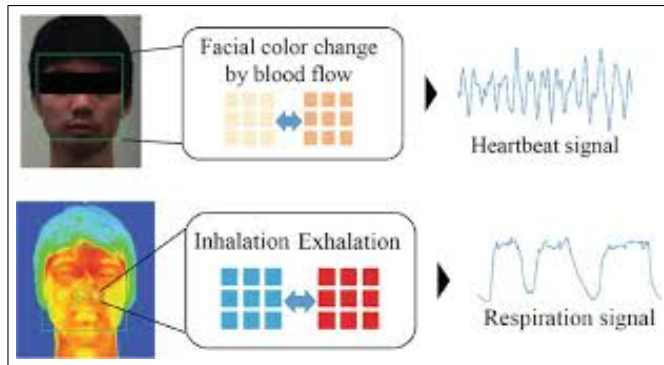 Facial color change
by blood flow
Heartbeat signal
Inhalation Exhalation
Respiration signal